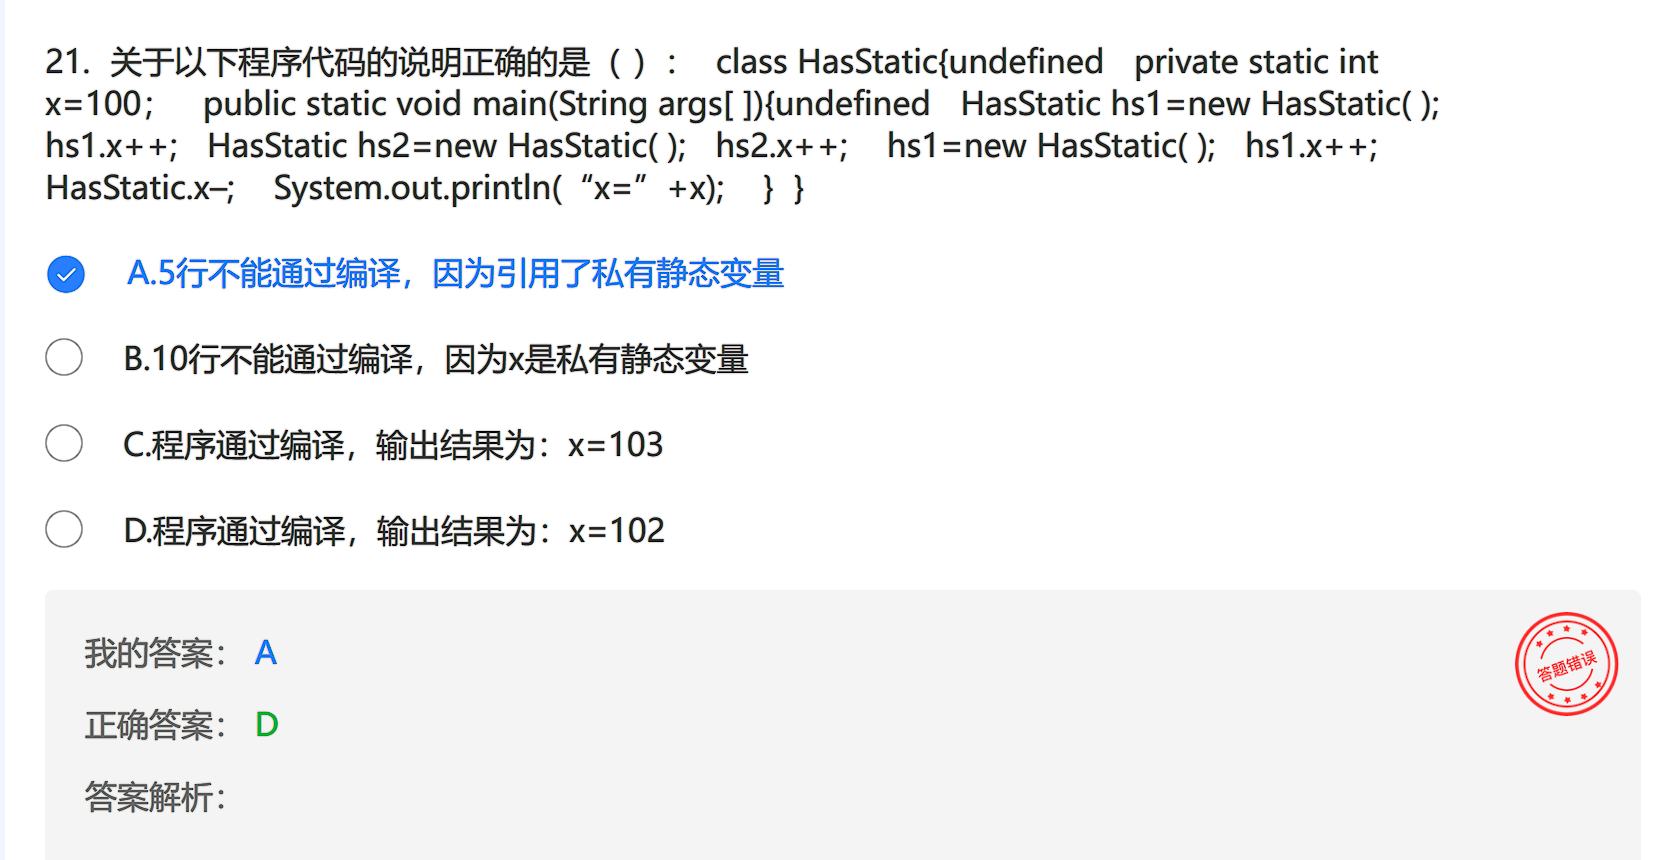 21. 关于以下程序代码的说明正确的是（ ）： class HasStatic{undefined private static int
x=100； public static void main(String args[ ]){undefined HasStatic hs1=new HasStatic( );
hs1.x++; HasStatic hs2=new HasStatic( ); hs2.x++; hs1=new HasStatic( ); hs1.x++;
HasStatic.x–; System.out.println( “x=” +x); } }
A.5行不能通过编译，因为引用了私有静态变量
B.10行不能通过编译，因为x是私有静态变量
C.程序通过编译，输出结果为：x=103
D.程序通过编译，输出结果为：x=102
我的答案： A
答题错误
正确答案： D
答案解析：